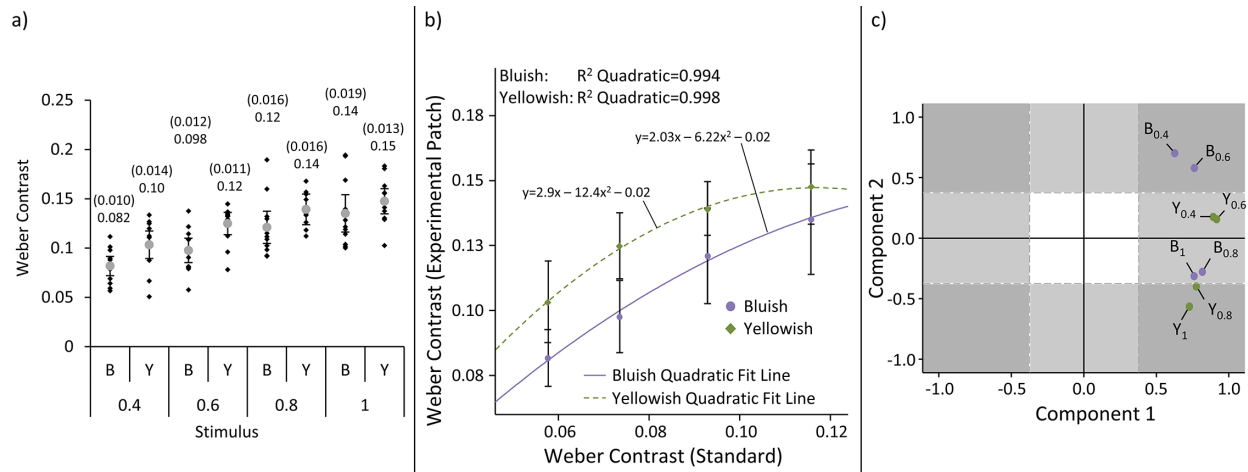 a)
(0.010)
0.082
(0.014)
0.10
(0.012)
0.098
(0.011)
0.12
(0.016)
0.12
(0.016)
0.14
(0.019)
0.14
(0.013)
0.15
Weber Contrast
0.25
0.2
0.15
0.1
0.05
0
B Y B Y B Y B Y
0.4 0.6 0.8 1
Stimulus
b)
Bluish: R² Quadratic=0.994
Yellowish: R² Quadratic=0.998
Weber Contrast (Experimental Patch)
0.18
0.15
0.13
0.10
0.08
y=2.03x – 6.22x² – 0.02
y=2.9x – 12.4x² – 0.02
Bluish
Yellowish
Bluish Quadratic Fit Line
Yellowish Quadratic Fit Line
0.06 0.08 0.10 0.12
Weber Contrast (Standard)
c)
Component 2
1.0
0.5
0.0
-0.5
-1.0
B0.4
B0.6
Y0.4
Y0.6
B1
B0.8
Y0.8
Y1
-1.0 -0.5 0.0 0.5 1.0
Component 1